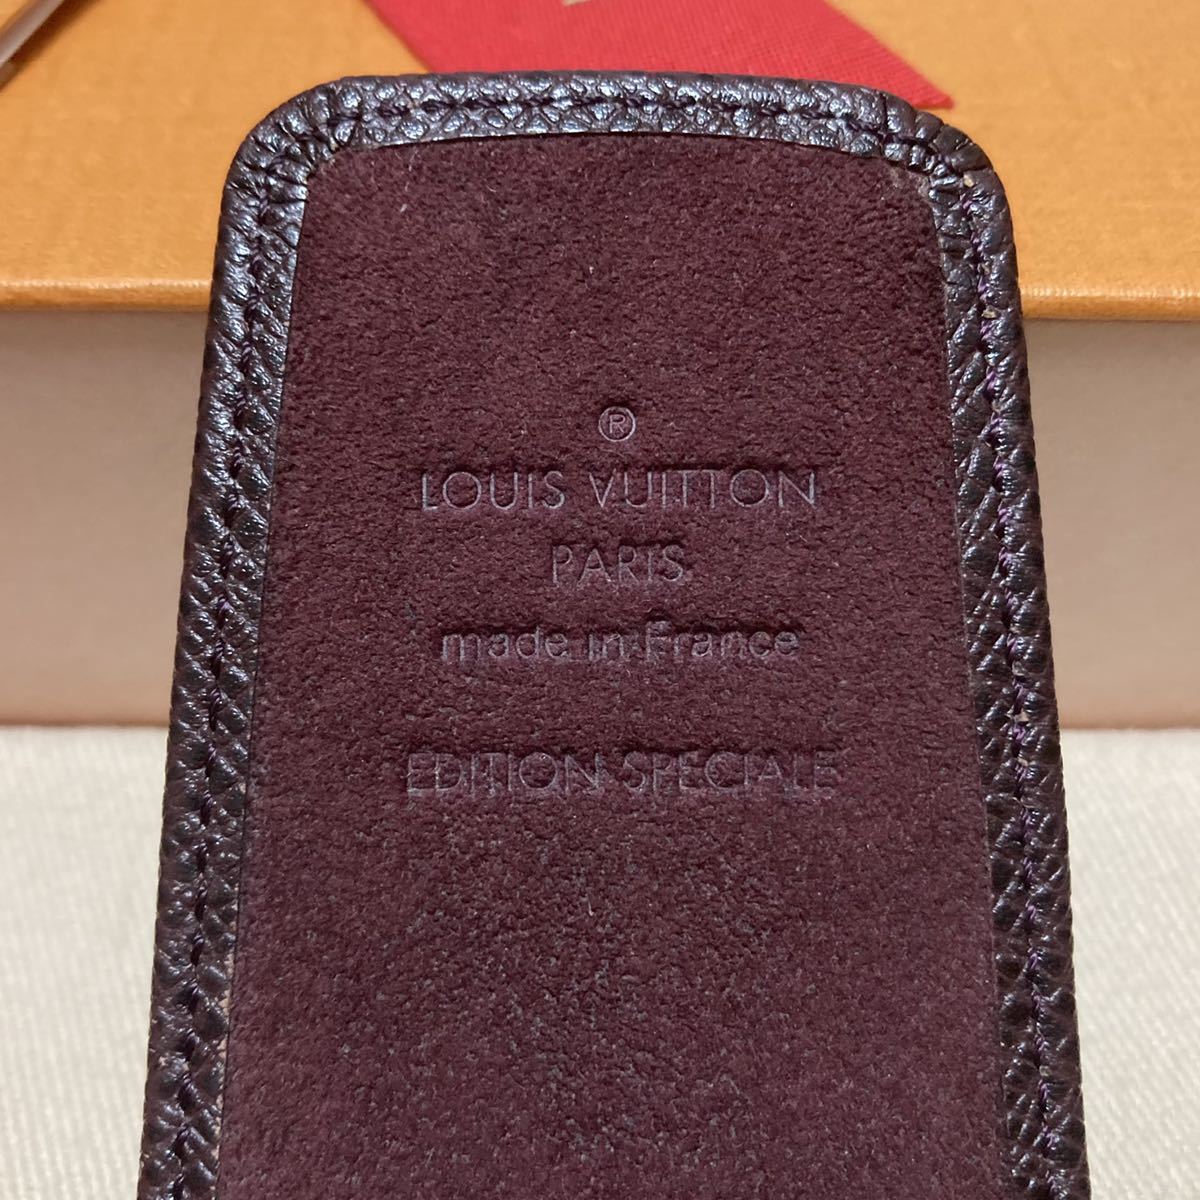 ®
LOUIS VUITTON
PARIS
made in France
EDITION SPECIALE